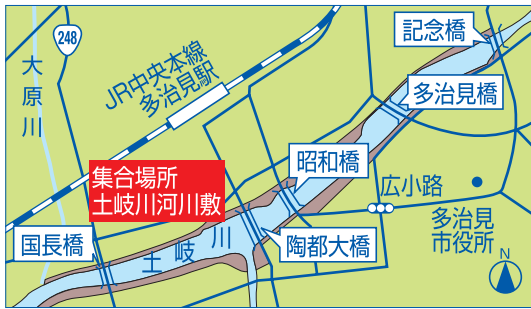 記念橋
248
大原川
JR中央本線
多治見駅
多治見橋
昭和橋
集合場所
土岐川河川敷
広小路
多治見
市役所
国長橋
土岐川
陶都大橋
N